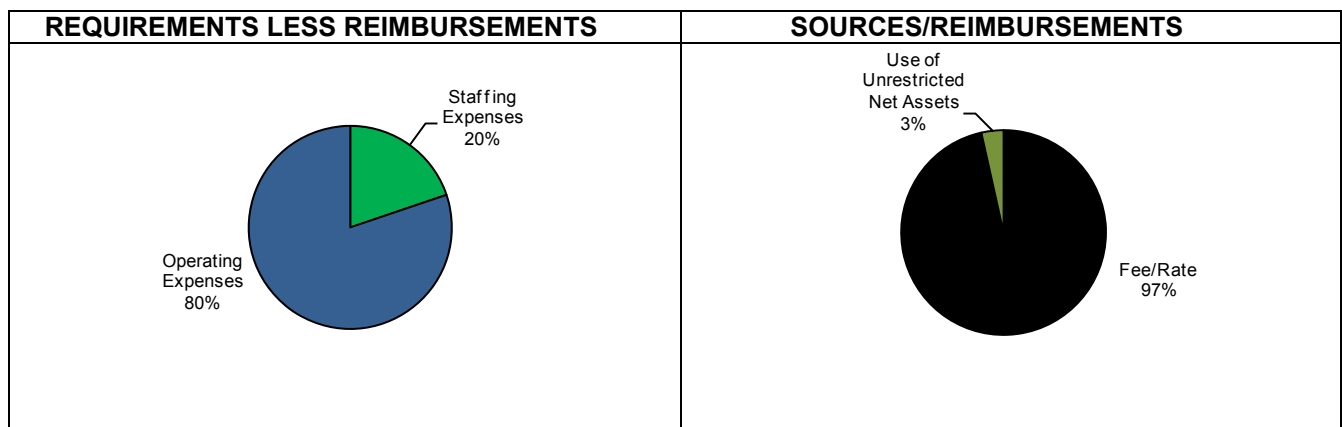 REQUIREMENTS LESS REIMBURSEMENTS
Staffing
Expenses
20%
Operating
Expenses
80%
SOURCES/REIMBURSEMENTS
Use of
Unrestricted
Net Assets
3%
Fee/Rate
97%